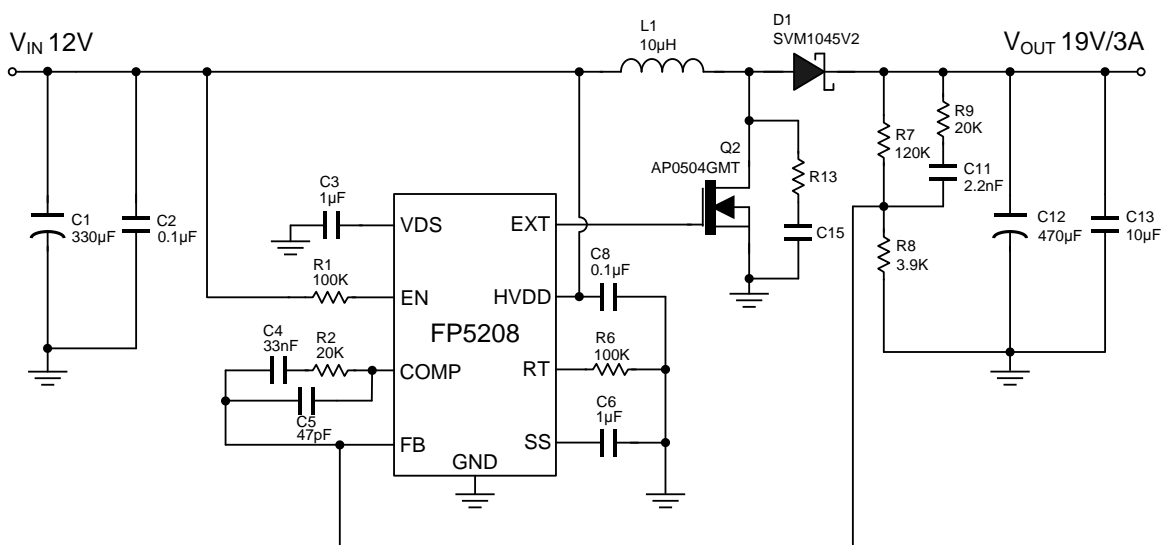 V_IN 12V
L1
10µH
D1
SVM1045V2
V_OUT 19V/3A
C1
330µF
C2
0.1µF
C3
1µF
R1
100K
C4
33nF
R2
20K
C5
47pF
VDS
EN
COMP
FB
GND
FP5208
EXT
HVDD
RT
SS
Q2
AP0504GMT
C8
0.1µF
R6
100K
C6
1µF
R13
C15
R7
120K
R9
20K
C11
2.2nF
R8
3.9K
C12
470µF
C13
10µF